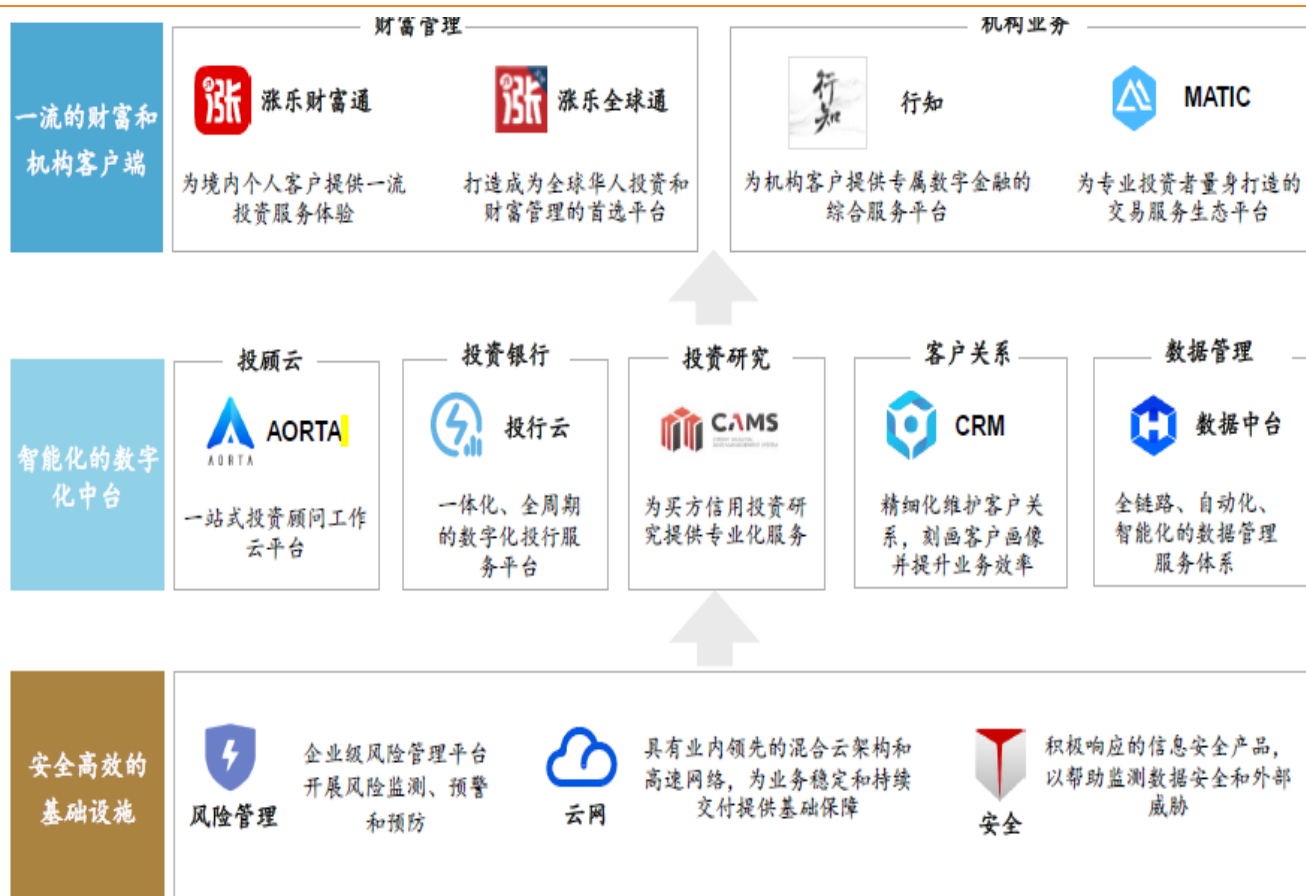 财富管理
机构业务
一流的财富和
机构客户端
涨
涨乐财富通
为境内个人客户提供一流
投资服务体验
涨
涨乐全球通
打造成为全球华人投资和
财富管理的首选平台
行知
行知
为机构客户提供专属数字金融的
综合服务平台
MATIC
为专业投资者量身打造的
交易服务生态平台
智能化的数字
化中台
投顾云
AORTA
AORTA
一站式投资顾问工作
云平台
投资银行
投行云
一体化、全周期
的数字化投行服
务平台
投资研究
CAMS
为买方信用投资研
究提供专业化服务
客户关系
CRM
精细化维护客户关
系，刻画客户画像
并提升业务效率
数据管理
数据中台
全链路、自动化、
智能化的数据管理
服务体系
安全高效的
基础设施
风险管理
企业级风险管理平台
开展风险监测、预警
和预防
云网
具有业内领先的混合云架构和
高速网络，为业务稳定和持续
交付提供基础保障
安全
积极响应的信息安全产品，
以帮助监测数据安全和外部
威胁